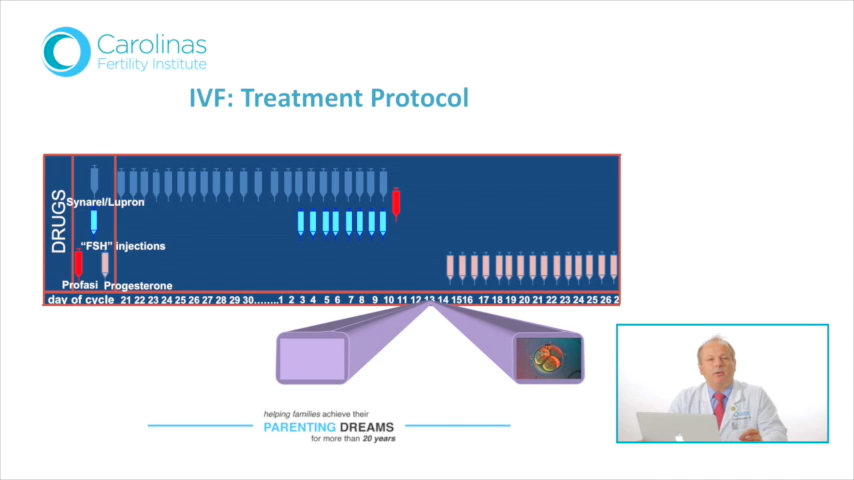 Carolinas
Fertility Institute
IVF: Treatment Protocol
DRUGS
Synarel/Lupron
"FSH" injections
Profasi
Progesterone
day of cycle 21 22 23 24 25 26 27 28 29 30........1 2 3 4 5 6 7 8 9 10 11 12 13 14 1516 17 18 19 20 21 22 23 24 25 26 2
helping families achieve their
PARENTING DREAMS
for more than 20 years